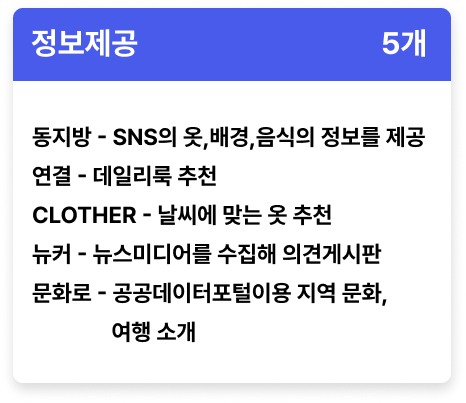 정보제공 5개
동지방 - SNS의 옷,배경,음식의 정보를 제공
연결 - 데일리룩 추천
CLOTHER - 날씨에 맞는 옷 추천
뉴커 - 뉴스미디어를 수집해 의견게시판
문화로 - 공공데이터포털이용 지역 문화,
여행 소개